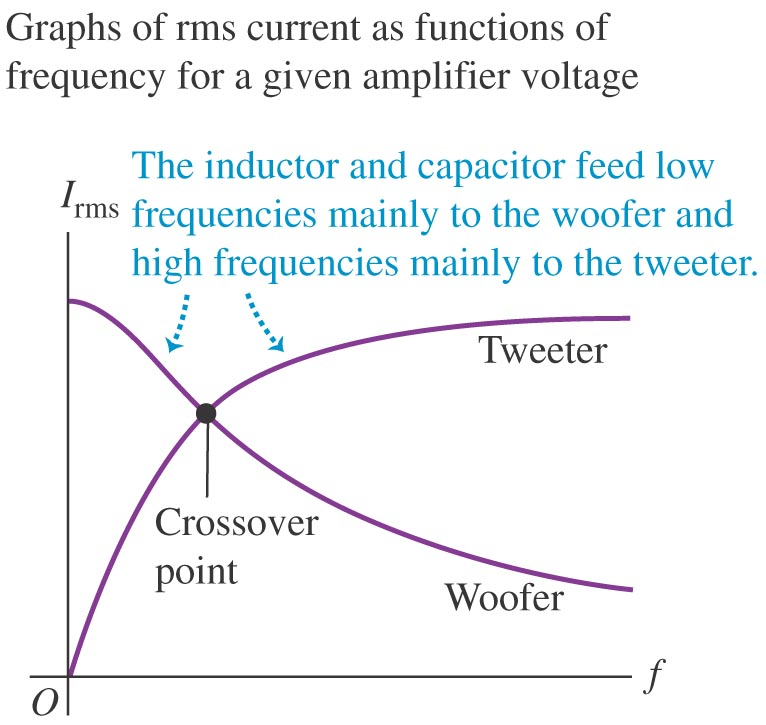 Graphs of rms current as functions of
frequency for a given amplifier voltage
The inductor and capacitor feed low
frequencies mainly to the woofer and
high frequencies mainly to the tweeter.
Irms
Tweeter
Crossover
point
Woofer
f
O